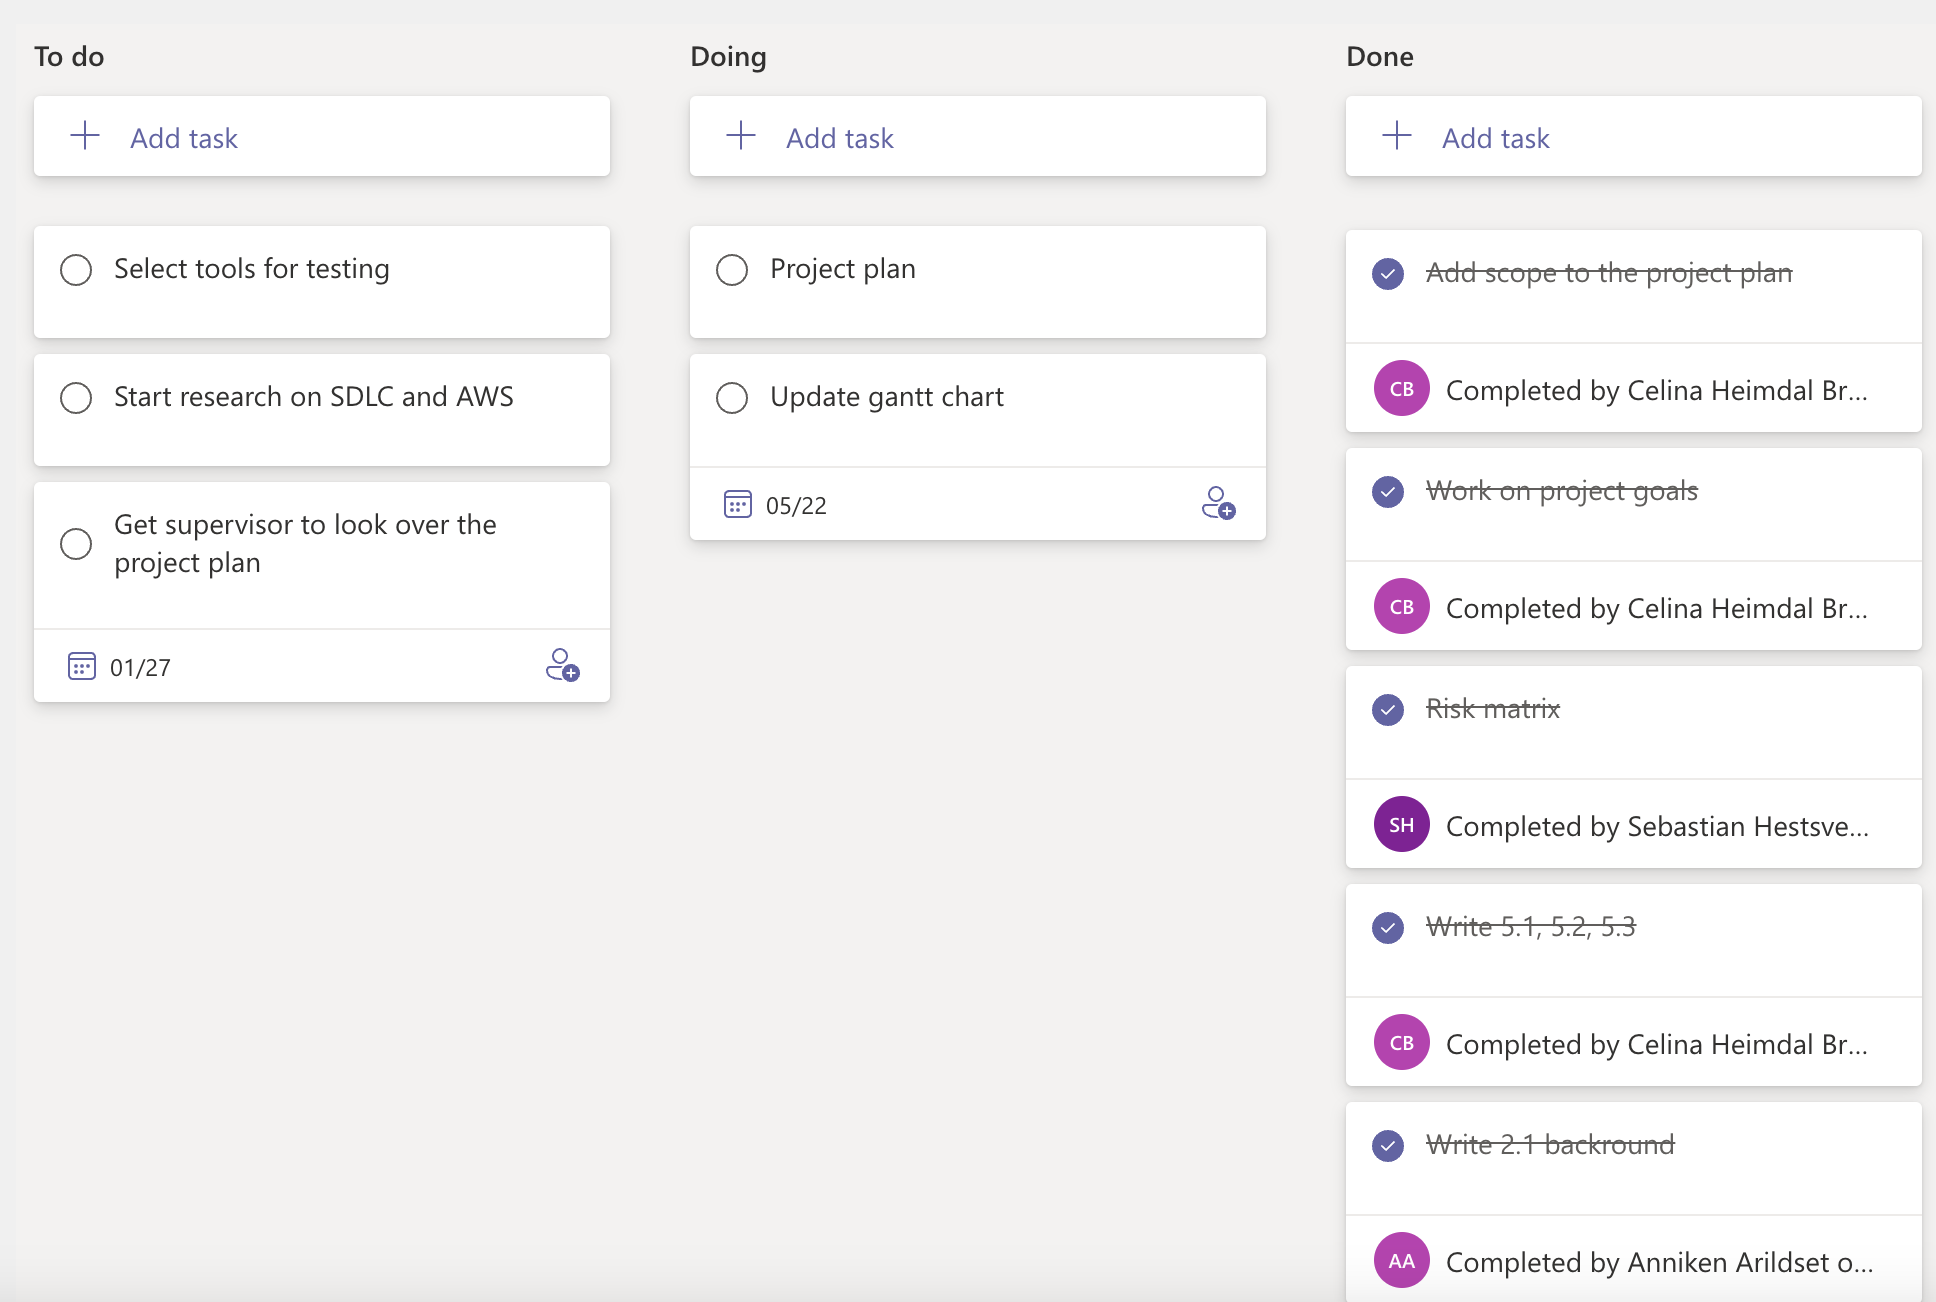 To do
Add task
Select tools for testing
Start research on SDLC and AWS
Get supervisor to look over the
project plan
01/27
Doing
Add task
Project plan
Update gantt chart
05/22
Done
Add task
Add scope to the project plan
CB Completed by Celina Heimdal Br...
Work on project goals
CB Completed by Celina Heimdal Br...
Risk matrix
SH Completed by Sebastian Hestsve...
Write 5.1, 5.2, 5.3
CB Completed by Celina Heimdal Br...
Write 2.1 backround
AA Completed by Anniken Arildset o...